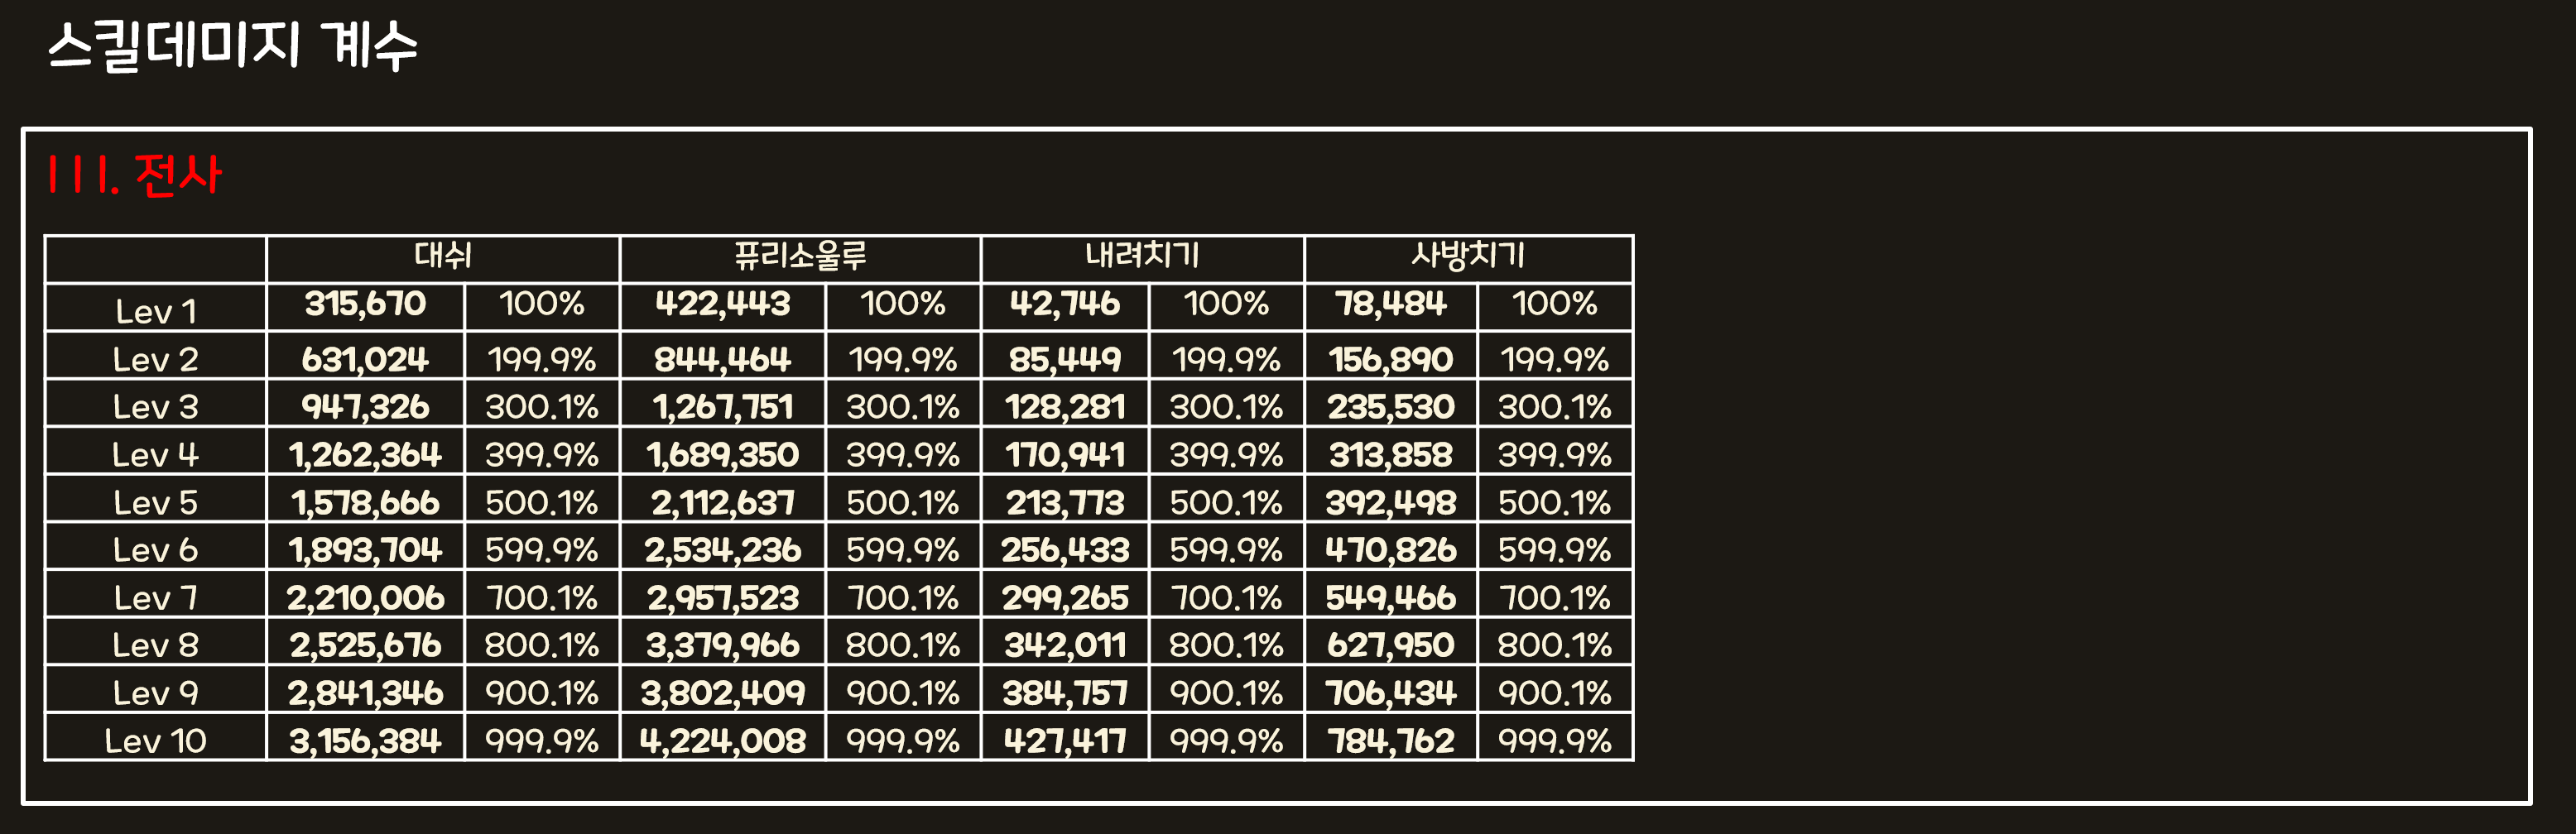 스킬데미지 계수
III. 전사
대쉬 퓨리소울루 내려치기 사방치기
Lev 1 315,670 100% 422,443 100% 42,746 100% 78,484 100%
Lev 2 631,024 199.9% 844,464 199.9% 85,449 199.9% 156,890 199.9%
Lev 3 947,326 300.1% 1,267,751 300.1% 128,281 300.1% 235,530 300.1%
Lev 4 1,262,364 399.9% 1,689,350 399.9% 170,941 399.9% 313,858 399.9%
Lev 5 1,578,666 500.1% 2,112,637 500.1% 213,773 500.1% 392,498 500.1%
Lev 6 1,893,704 599.9% 2,534,236 599.9% 256,433 599.9% 470,826 599.9%
Lev 7 2,210,006 700.1% 2,957,523 700.1% 299,265 700.1% 549,466 700.1%
Lev 8 2,525,676 800.1% 3,379,966 800.1% 342,011 800.1% 627,950 800.1%
Lev 9 2,841,346 900.1% 3,802,409 900.1% 384,757 900.1% 706,434 900.1%
Lev 10 3,156,384 999.9% 4,224,008 999.9% 427,417 999.9% 784,762 999.9%